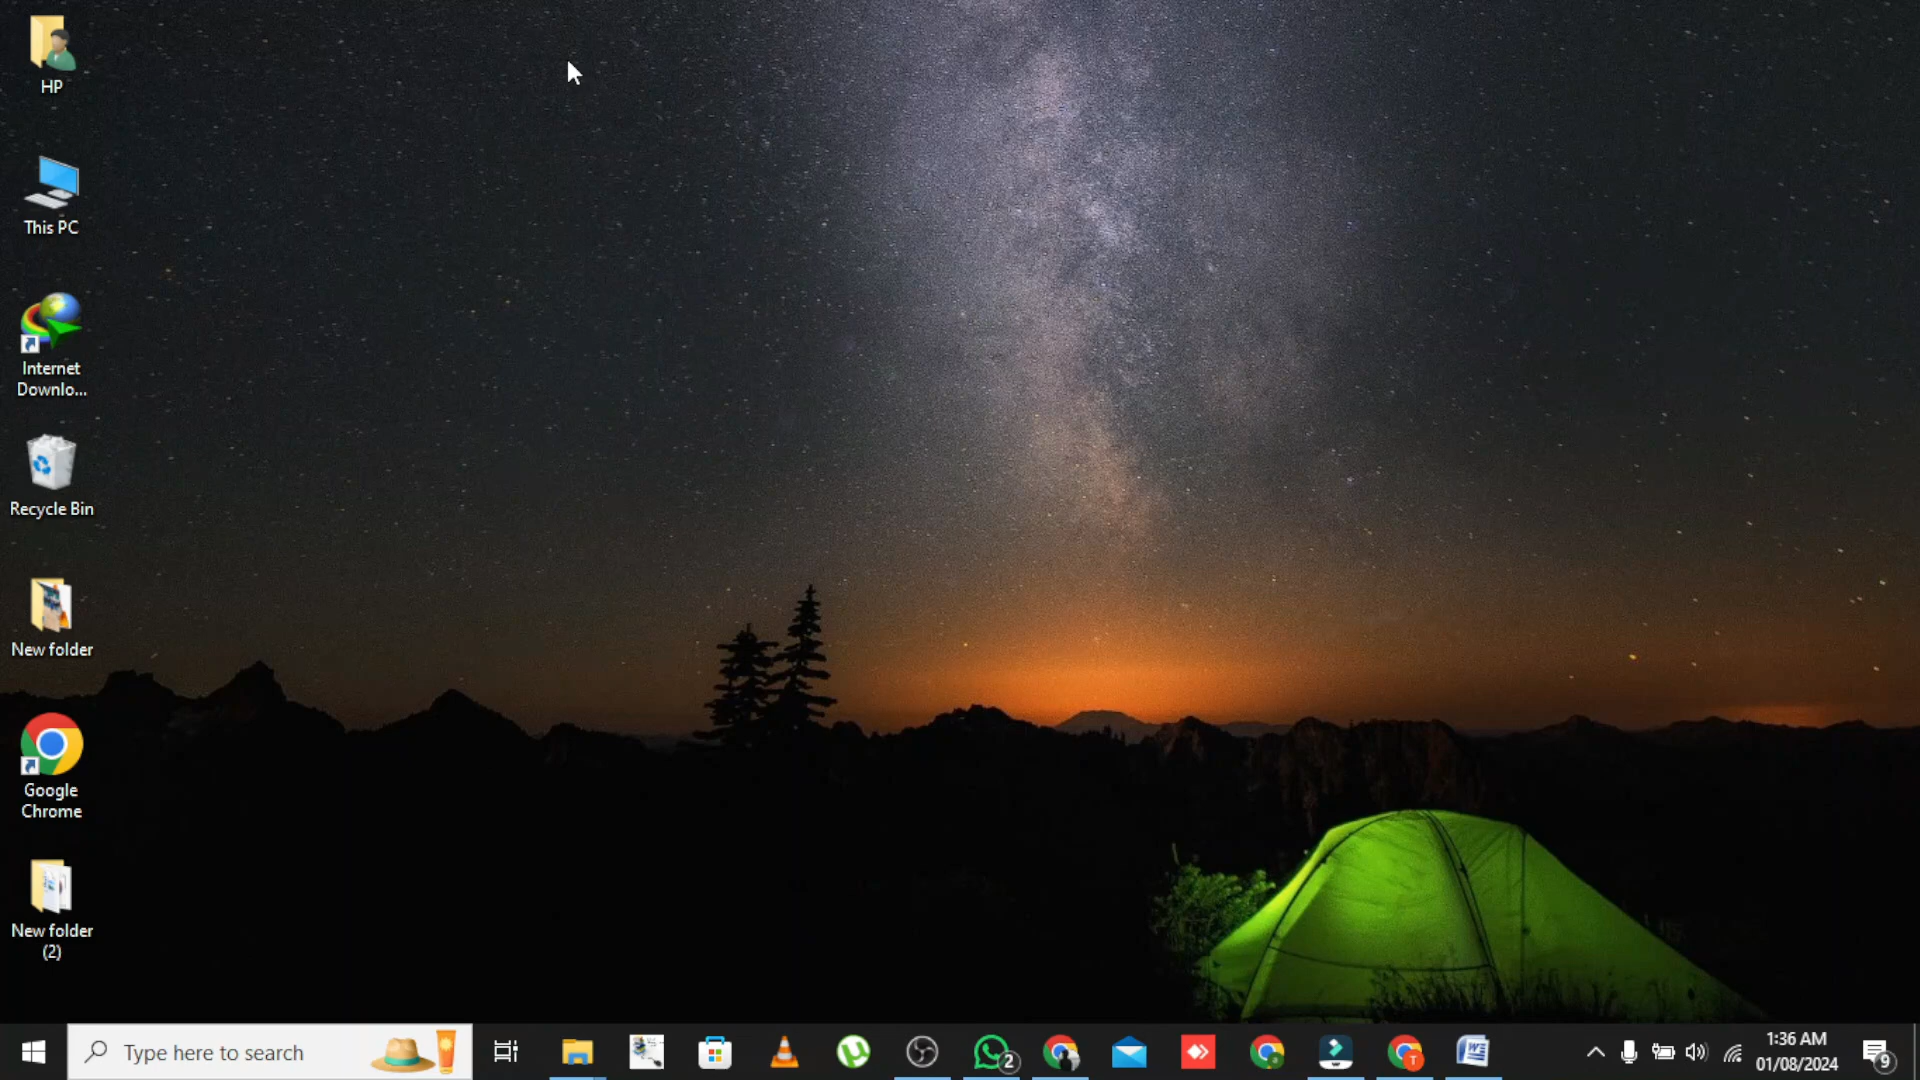 HP
This PC
Internet
Downlo...
Recycle Bin
New folder
Google
Chrome
New folder
(2)
Type here to search
2
T
W
1:36 AM
01/08/2024
9